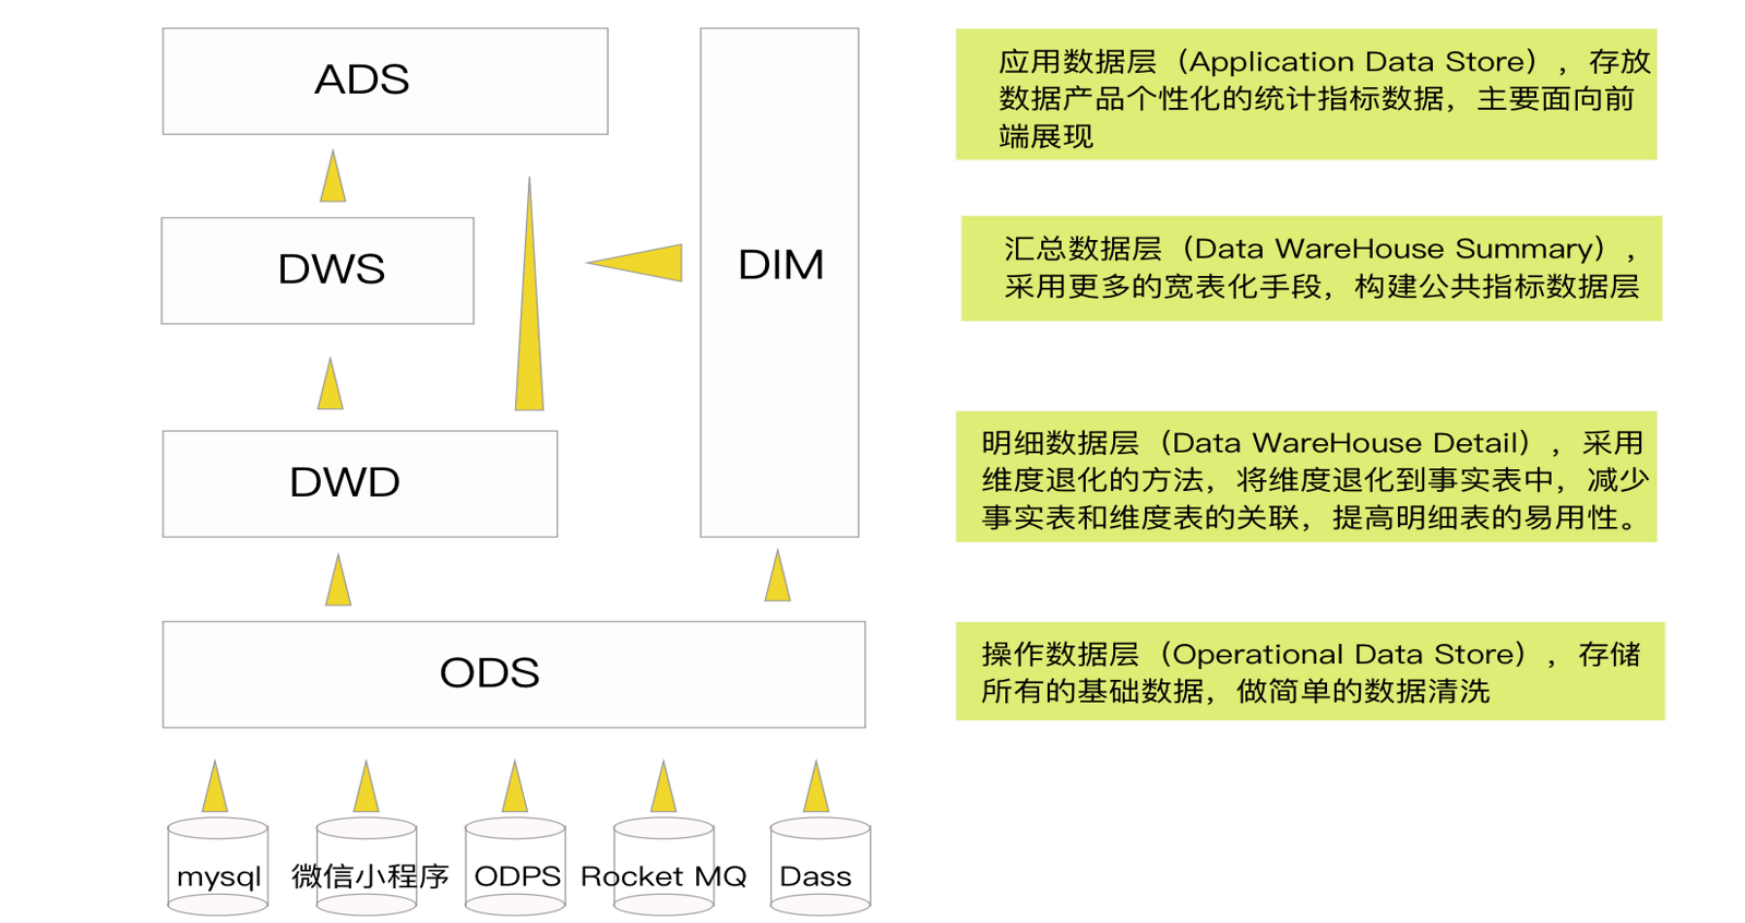 ADS
应用数据层（Application Data Store），存放
数据产品个性化的统计指标数据，主要面向前
端展现
DWS
DIM
汇总数据层（Data WareHouse Summary），
采用更多的宽表化手段，构建公共指标数据层
DWD
明细数据层（Data WareHouse Detail），采用
维度退化的方法，将维度退化到事实表中，减少
事实表和维度表的关联，提高明细表的易用性。
ODS
操作数据层（Operational Data Store），存储
所有的基础数据，做简单的数据清洗
mysql
微信小程序
ODPS
Rocket MQ
Dass